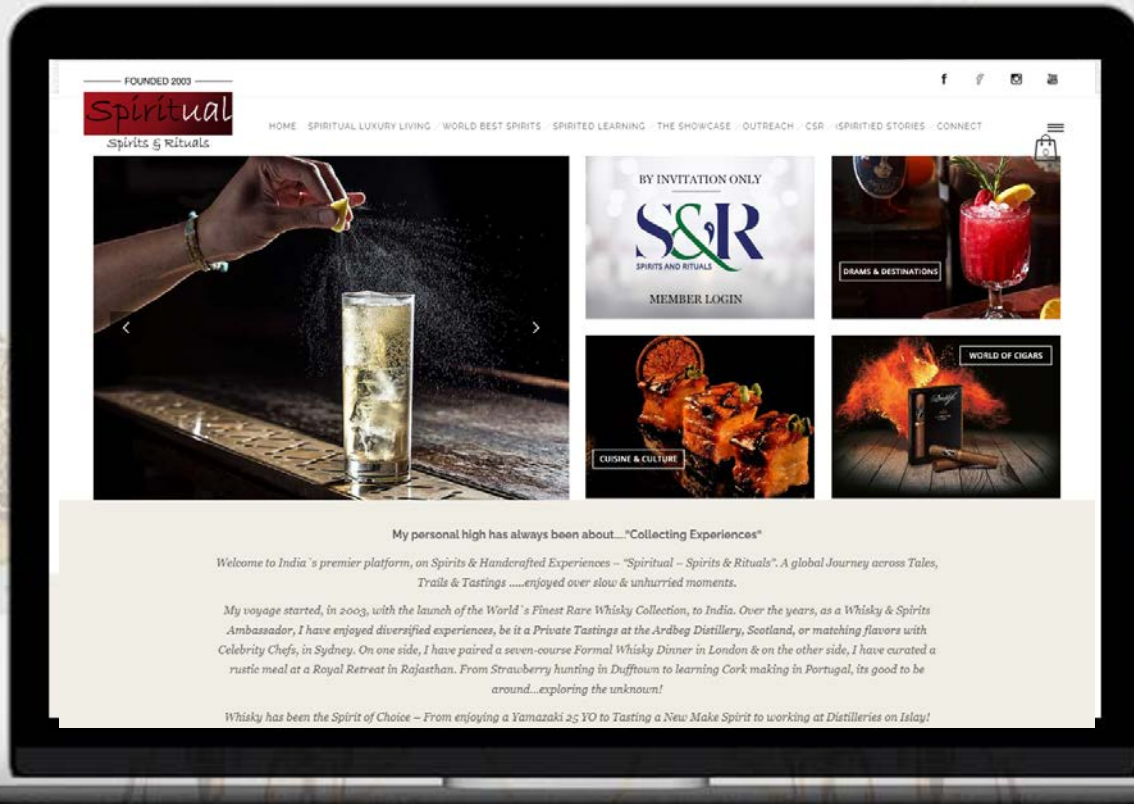 FOUNDED 2003
Spiritual
Spirits & Rituals
HOME / SPIRITUAL LUXURY LIVING / WORLD BEST SPIRITS / SPIRITED LEARNING / THE SHOWCASE / OUTREACH / CSR / (SPIRIT)ED STORIES / CONNECT
0
BY INVITATION ONLY
S&R
SPIRITS AND RITUALS
MEMBER LOGIN
DRAMS & DESTINATIONS
CUISINE & CULTURE
WORLD OF CIGARS
Davidoff
My personal high has always been about...."Collecting Experiences"
Welcome to India`s premier platform, on Spirits & Handcrafted Experiences – "Spiritual – Spirits & Rituals". A global Journey across Tales,
Trails & Tastings .....enjoyed over slow & unhurried moments.
My voyage started, in 2003, with the launch of the World`s Finest Rare Whisky Collection, to India. Over the years, as a Whisky & Spirits
Ambassador, I have enjoyed diversified experiences, be it a Private Tastings at the Ardbeg Distillery, Scotland, or matching flavors with
Celebrity Chefs, in Sydney. On one side, I have paired a seven-course Formal Whisky Dinner in London & on the other side, I have curated a
rustic meal at a Royal Retreat in Rajasthan. From Strawberry hunting in Dufftown to learning Cork making in Portugal, its good to be
around...exploring the unknown!
Whisky has been the Spirit of Choice – From enjoying a Yamazaki 25 YO to Tasting a New Make Spirit to working at Distilleries on Islay!